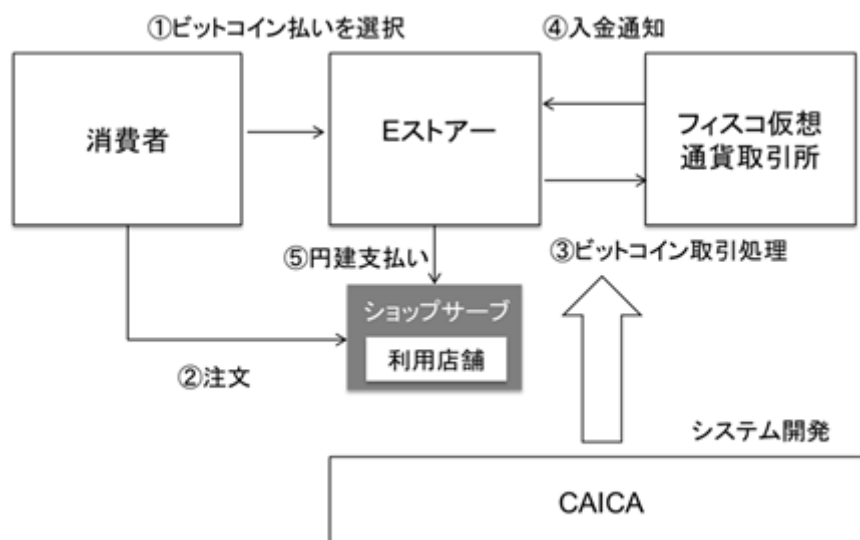 ①ビットコイン払いを選択
④入金通知
消費者
Eストアー
フィスコ仮想
通貨取引所
⑤円建支払い
③ビットコイン取引処理
ショップサーブ
利用店舗
②注文
システム開発
CAICA